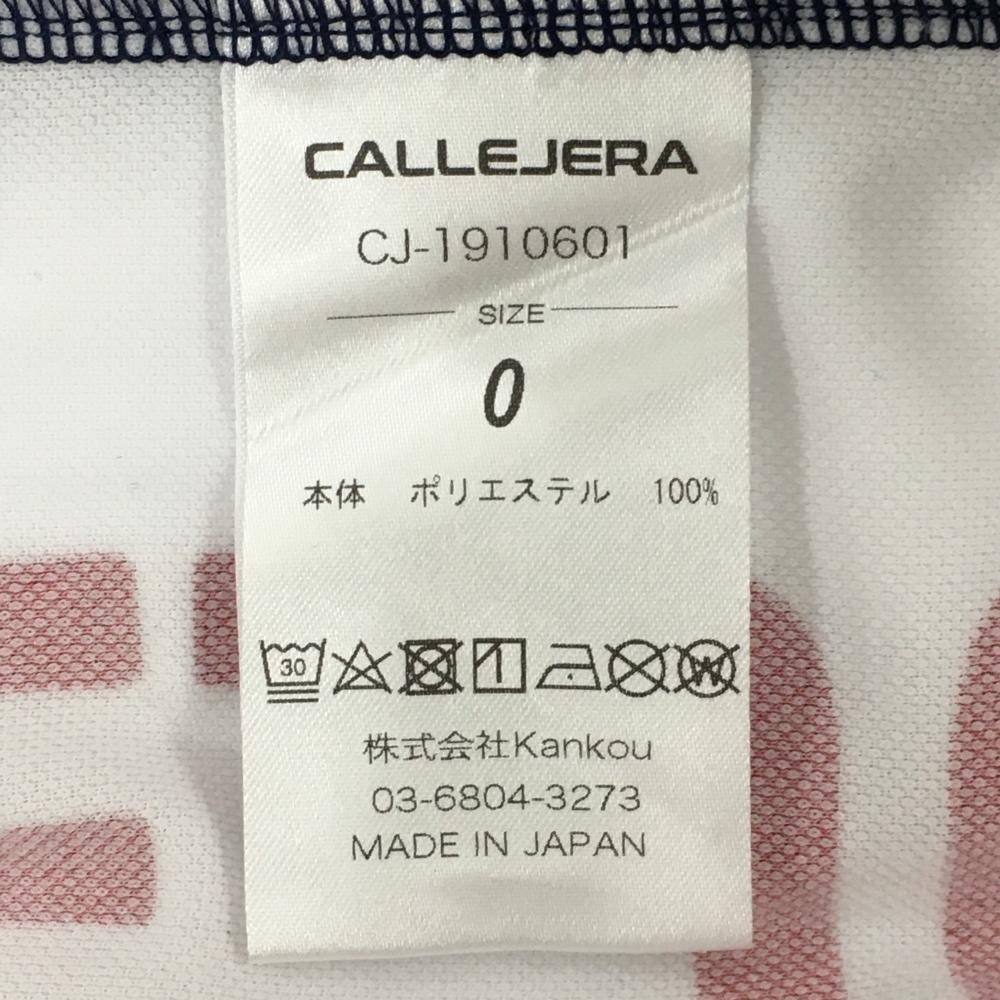 CALLEJERA
CJ-1910601
SIZE
0
本体 ポリエステル 100%
30
W
株式会社Kankou
03-6804-3273
MADE IN JAPAN